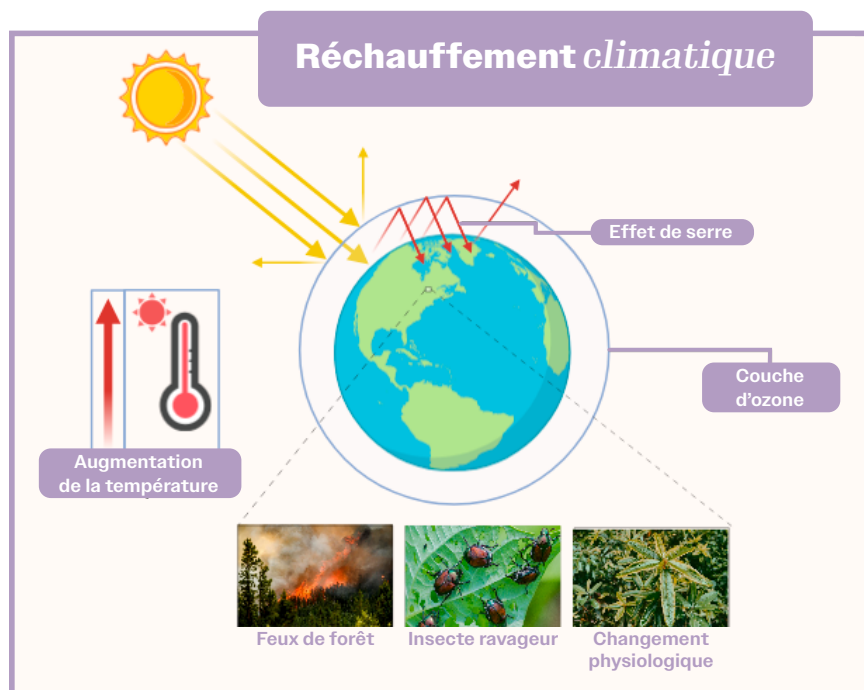 Réchauffement climatique
Effet de serre
Couche
d'ozone
Augmentation
de la température
Feux de forêt
Insecte ravageur
Changement
physiologique